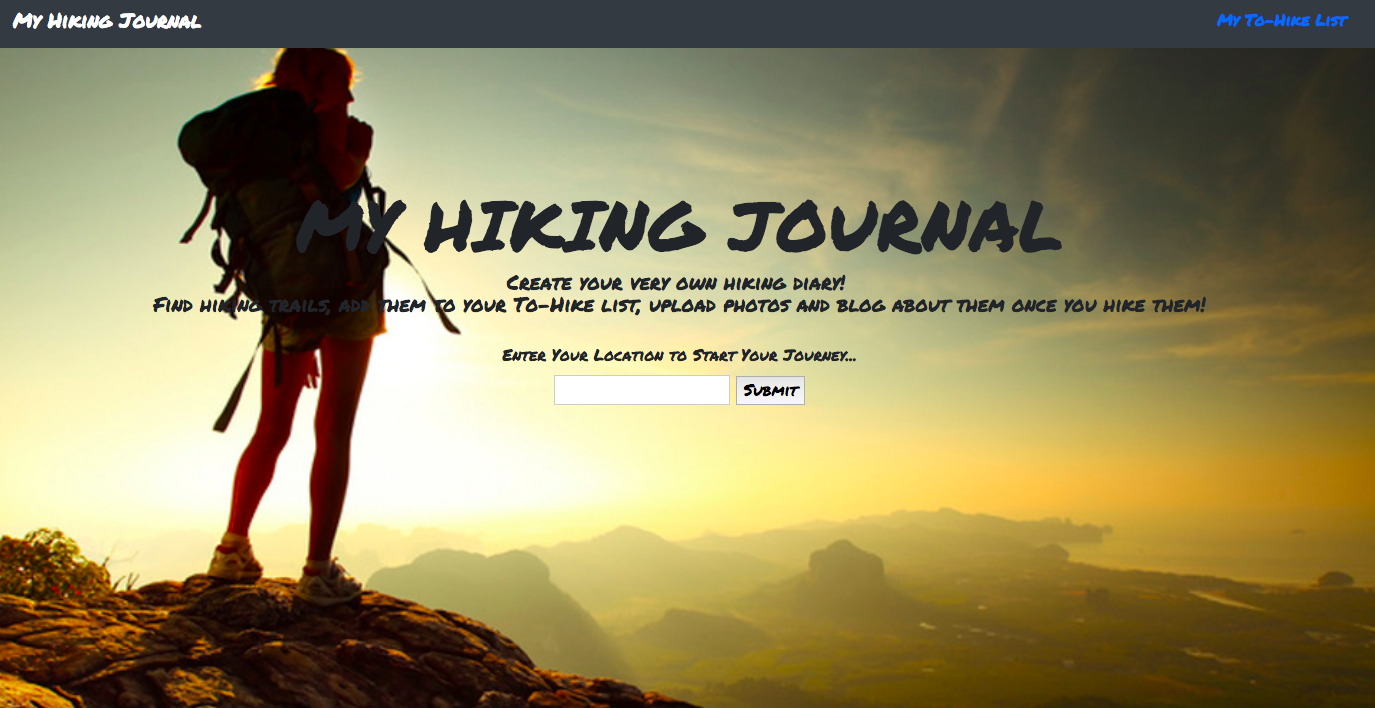 My Hiking Journal
My To-Hike List
MY HIKING JOURNAL
Create your very own hiking diary!
Find hiking trails, add them to your To-Hike list, upload photos and blog about them once you hike them!
Enter Your Location to Start Your Journey...
Submit